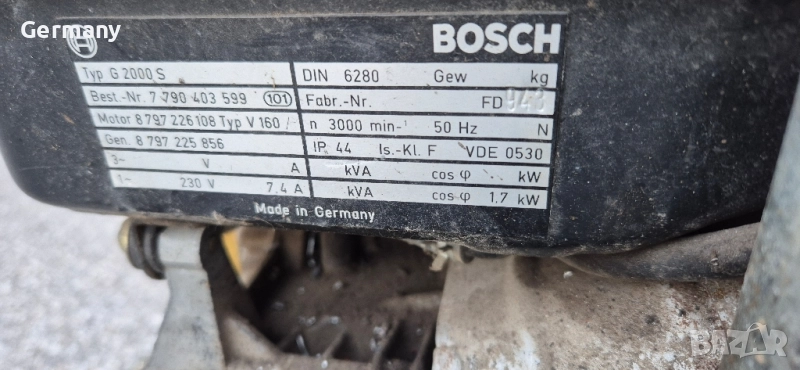 Germany
BOSCH
Typ G 2000 S
Best.-Nr. 7 790 403 599 101
Motor 8 797 226 108 Typ V 160/
Gen. 8 797 225 856
3~ V A
1~ 230 V 7.4 A
DIN 6280 Gew kg
Fabr.-Nr. FD 943
n 3000 min-¹ 50 Hz N
IP 44 Is.-Kl. F VDE 0530
kVA cos φ kW
kVA cos φ 1.7 kW
Made in Germany
BAZAR